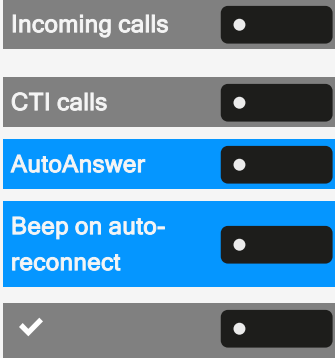 Incoming calls
CTI calls
AutoAnswer
Beep on auto-
reconnect